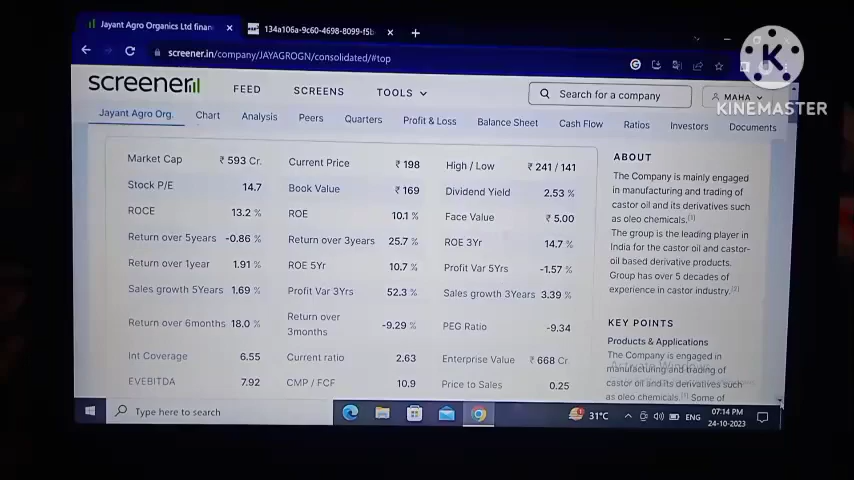 Jayant Agro Organics Ltd finan
134a106a-9c60-4698-8099-f5b
screener.in/company/JAYAGROGN/consolidated/#top
KINEMASTER
screener
FEED
SCREENS
TOOLS
Search for a company
MAHA
Jayant Agro Org.
Chart
Analysis
Peers
Quarters
Profit & Loss
Balance Sheet
Cash Flow
Ratios
Investors
Documents
Market Cap ₹ 593 Cr.
Current Price ₹ 198
High / Low ₹ 241 / 141
Stock P/E 14.7
Book Value ₹ 169
Dividend Yield 2.53 %
ROCE 13.2 %
ROE 10.1 %
Face Value ₹ 5.00
Return over 5years -0.86 %
Return over 3years 25.7 %
ROE 3Yr 14.7 %
Return over 1year 1.91 %
ROE 5Yr 10.7 %
Profit Var 5Yrs -1.57 %
Sales growth 5Years 1.69 %
Profit Var 3Yrs 52.3 %
Sales growth 3Years 3.39 %
Return over 6months 18.0 %
Return over
3months -9.29 %
PEG Ratio -9.34
Int Coverage 6.55
Current ratio 2.63
Enterprise Value ₹ 668 Cr.
EVEBITDA 7.92
CMP / FCF 10.9
Price to Sales 0.25
ABOUT
The Company is mainly engaged
in manufacturing and trading of
castor oil and its derivatives such
as oleo chemicals.[1]
The group is the leading player in
India for the castor oil and castor-
oil based derivative products.
Group has over 5 decades of
experience in castor industry.[2]
KEY POINTS
Products & Applications
The Company is engaged in
manufacturing and trading of
castor oil and its derivatives such
as oleo chemicals.[1] Some of
Type here to search
31°C
ENG
07:14 PM
24-10-2023